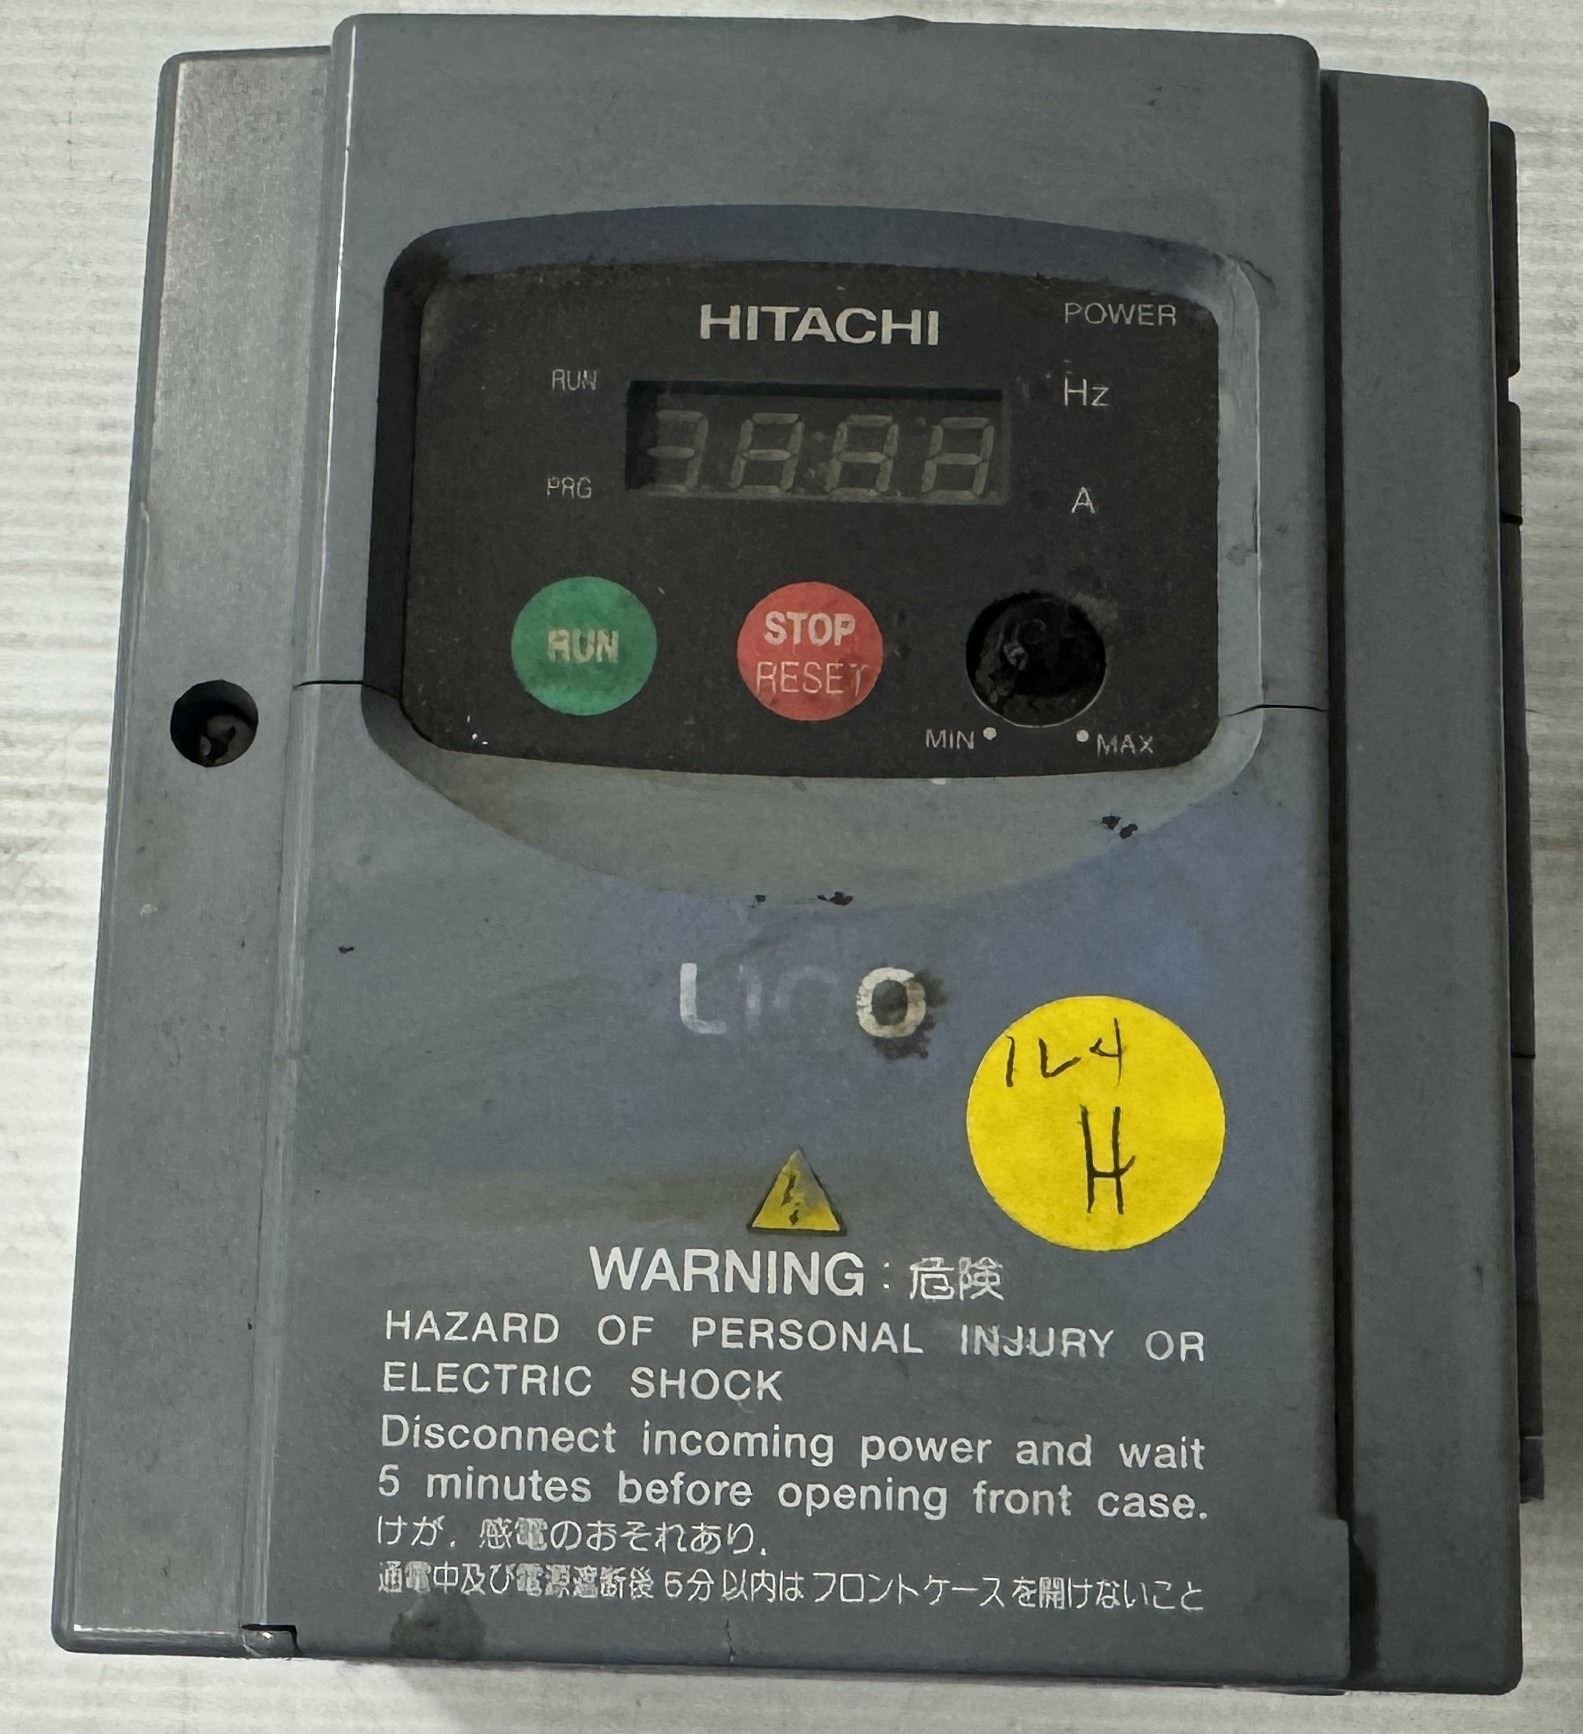 HITACHI
POWER
RUN
Hz
PRG
A
RUN
STOP
RESET
MIN
MAX
1L4
H
WARNING : 危険
HAZARD OF PERSONAL INJURY OR
ELECTRIC SHOCK
Disconnect incoming power and wait
5 minutes before opening front case.
けが. 感電のおそれあり.
通電中及び電源遮断後5分以内はフロントケースを開けないこと